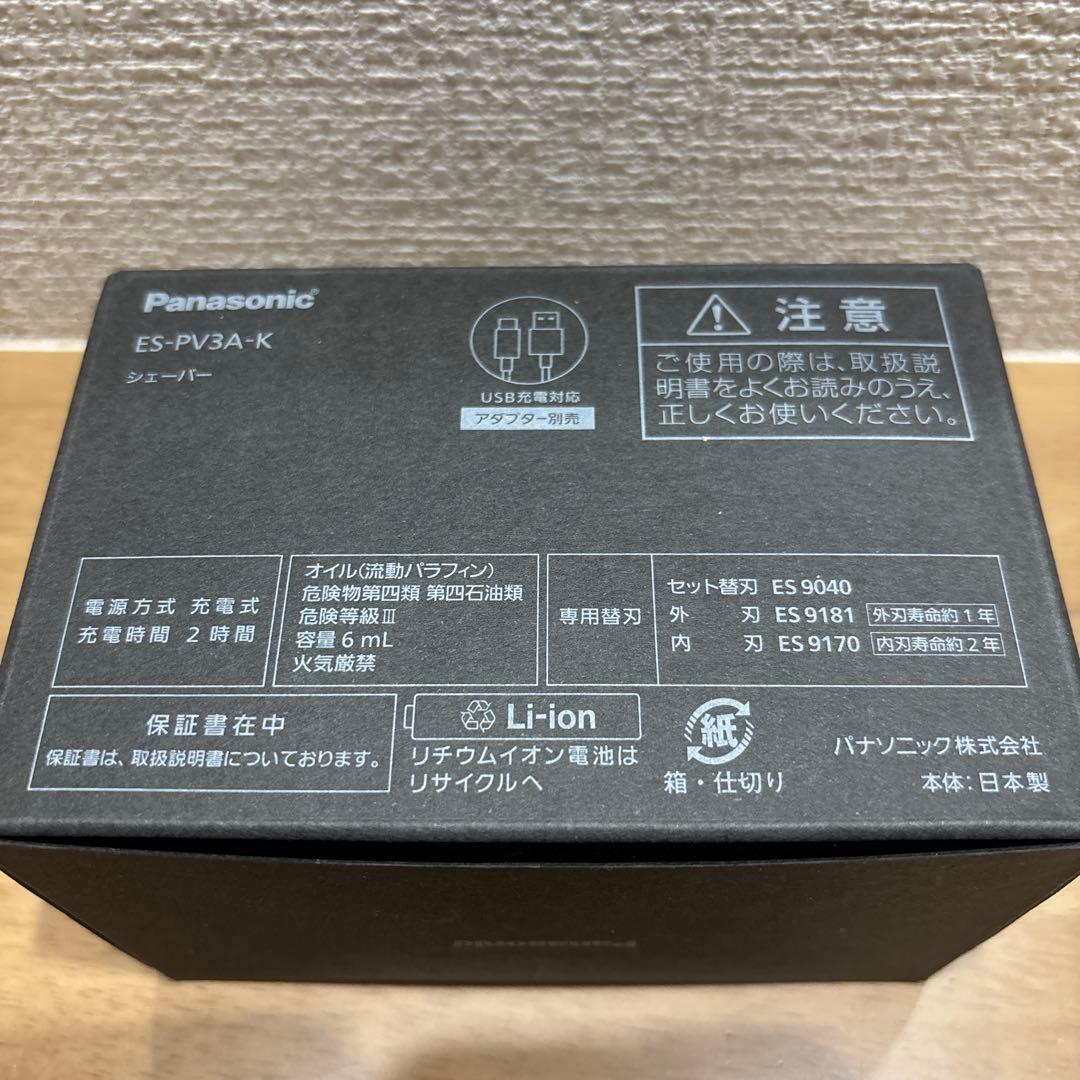 Panasonic
ES-PV3A-K
シェーバー
USB充電対応
アダプター別売
注意
ご使用の際は、取扱説
明書をよくお読みのうえ、
正しくお使いください。
電源方式 充電式
充電時間 2時間
オイル(流動パラフィン)
危険物第四類 第四石油類
危険等級Ⅲ
容量6mL
火気厳禁
専用替刃
セット替刃 ES9040
外刃 ES9181 外刃寿命約1年
内刃 ES9170 内刃寿命約2年
保証書在中
保証書は、取扱説明書についております。
Li-ion
リチウムイオン電池は
リサイクルへ
紙
箱・仕切り
パナソニック株式会社
本体:日本製
Panasonic